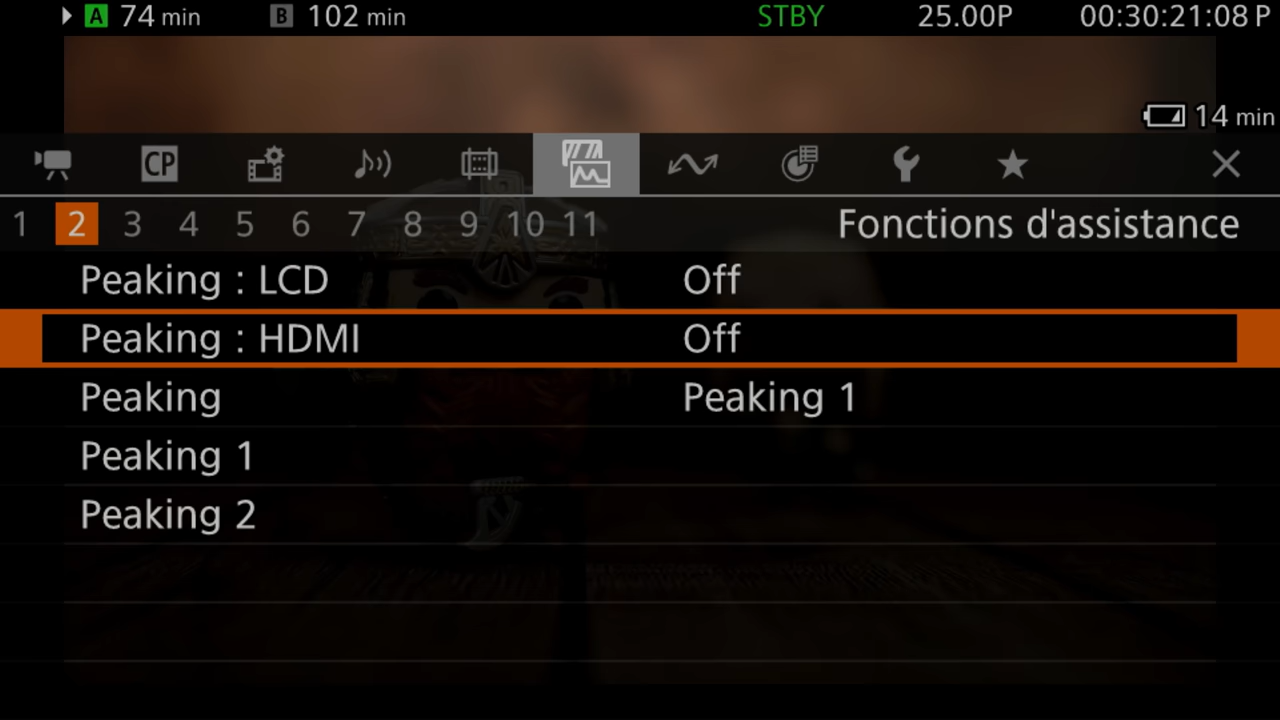 A 74 min B 102 min STBY 25.00P 00:30:21:08 P
14 min
CP
1 2 3 4 5 6 7 8 9 10 11 Fonctions d'assistance
Peaking : LCD Off
Peaking : HDMI Off
Peaking Peaking 1
Peaking 1
Peaking 2